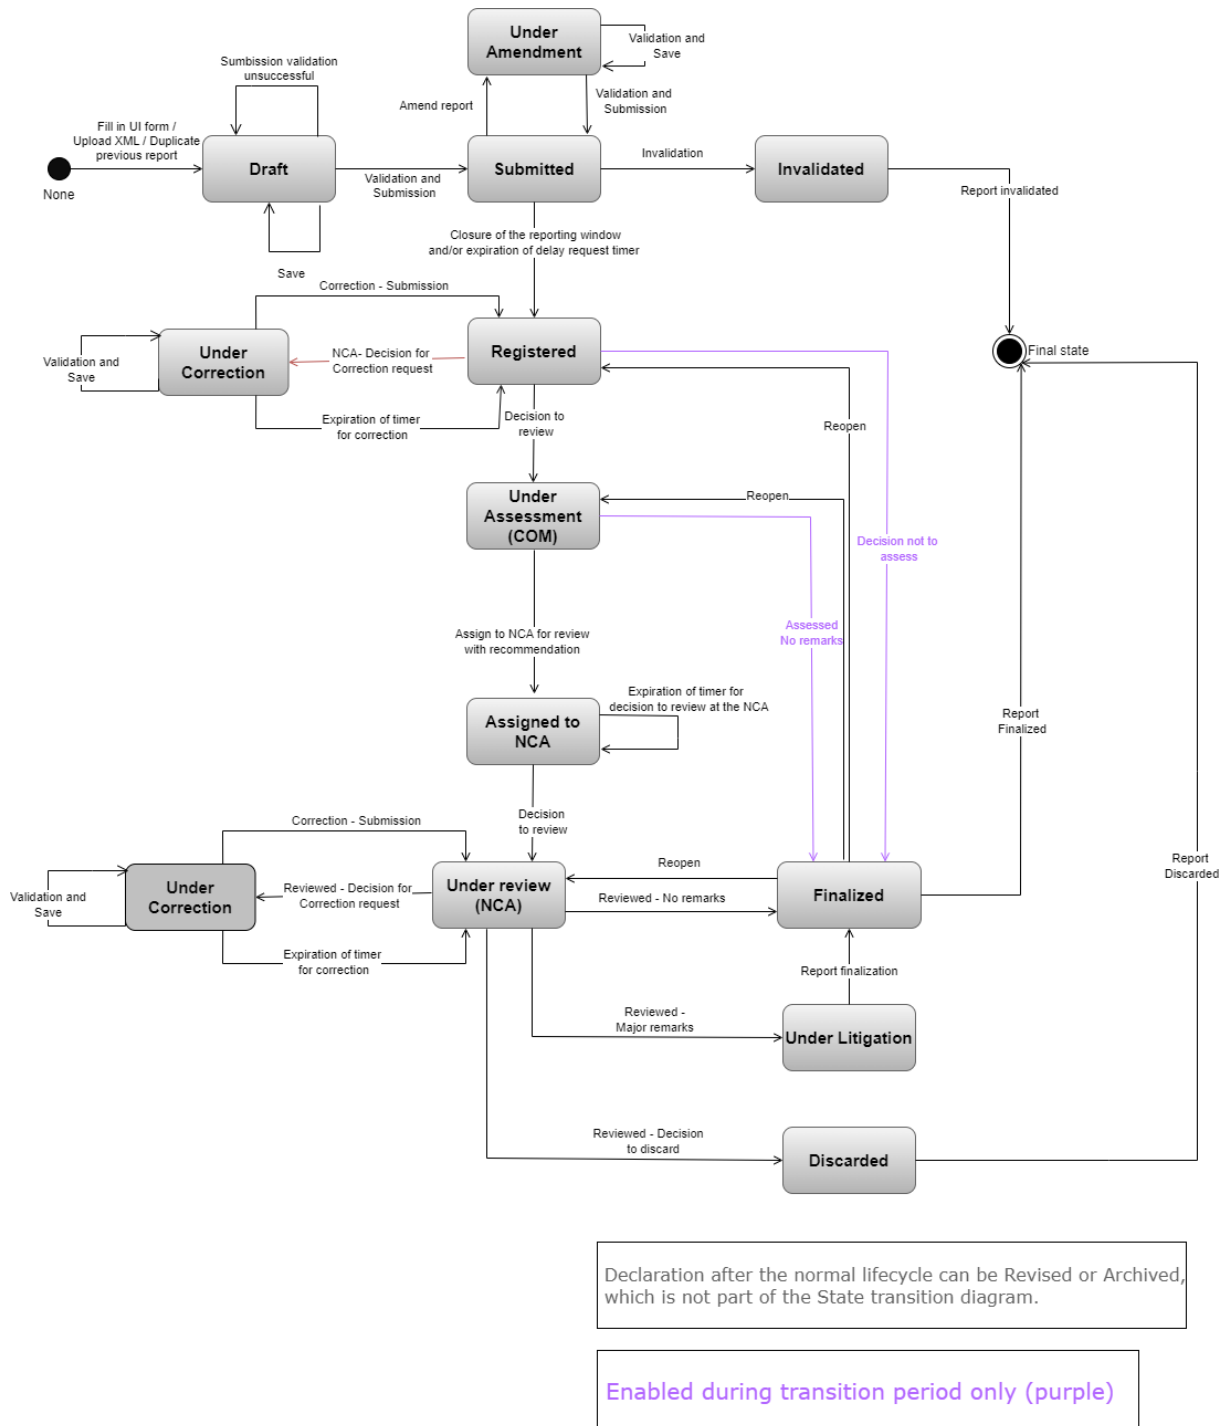 Under
Amendment
Validation and
Save
Sumbission validation
unsuccessful
Amend report
Validation and
Submission
Fill in UI form /
Upload XML / Duplicate
previous report
None
Draft
Validation and
Submission
Submitted
Invalidation
Invalidated
Report invalidated
Save
Closure of the reporting window
and/or expiration of delay request timer
Correction - Submission
Validation and
Save
Under
Correction
NCA- Decision for
Correction request
Registered
Final state
Expiration of timer
for correction
Decision to
review
Reopen
Under
Assessment
(COM)
Reopen
Decision not to
assess
Assign to NCA for review
with recommendation
Assessed
No remarks
Assigned to
NCA
Expiration of timer for
decision to review at the NCA
Report
Finalized
Decision
to review
Correction - Submission
Validation and
Save
Under
Correction
Reviewed - Decision for
Correction request
Under review
(NCA)
Reopen
Reviewed - No remarks
Finalized
Report
Discarded
Expiration of timer
for correction
Report finalization
Reviewed -
Major remarks
Under Litigation
Reviewed - Decision
to discard
Discarded
Declaration after the normal lifecycle can be Revised or Archived,
which is not part of the State transition diagram.
Enabled during transition period only (purple)